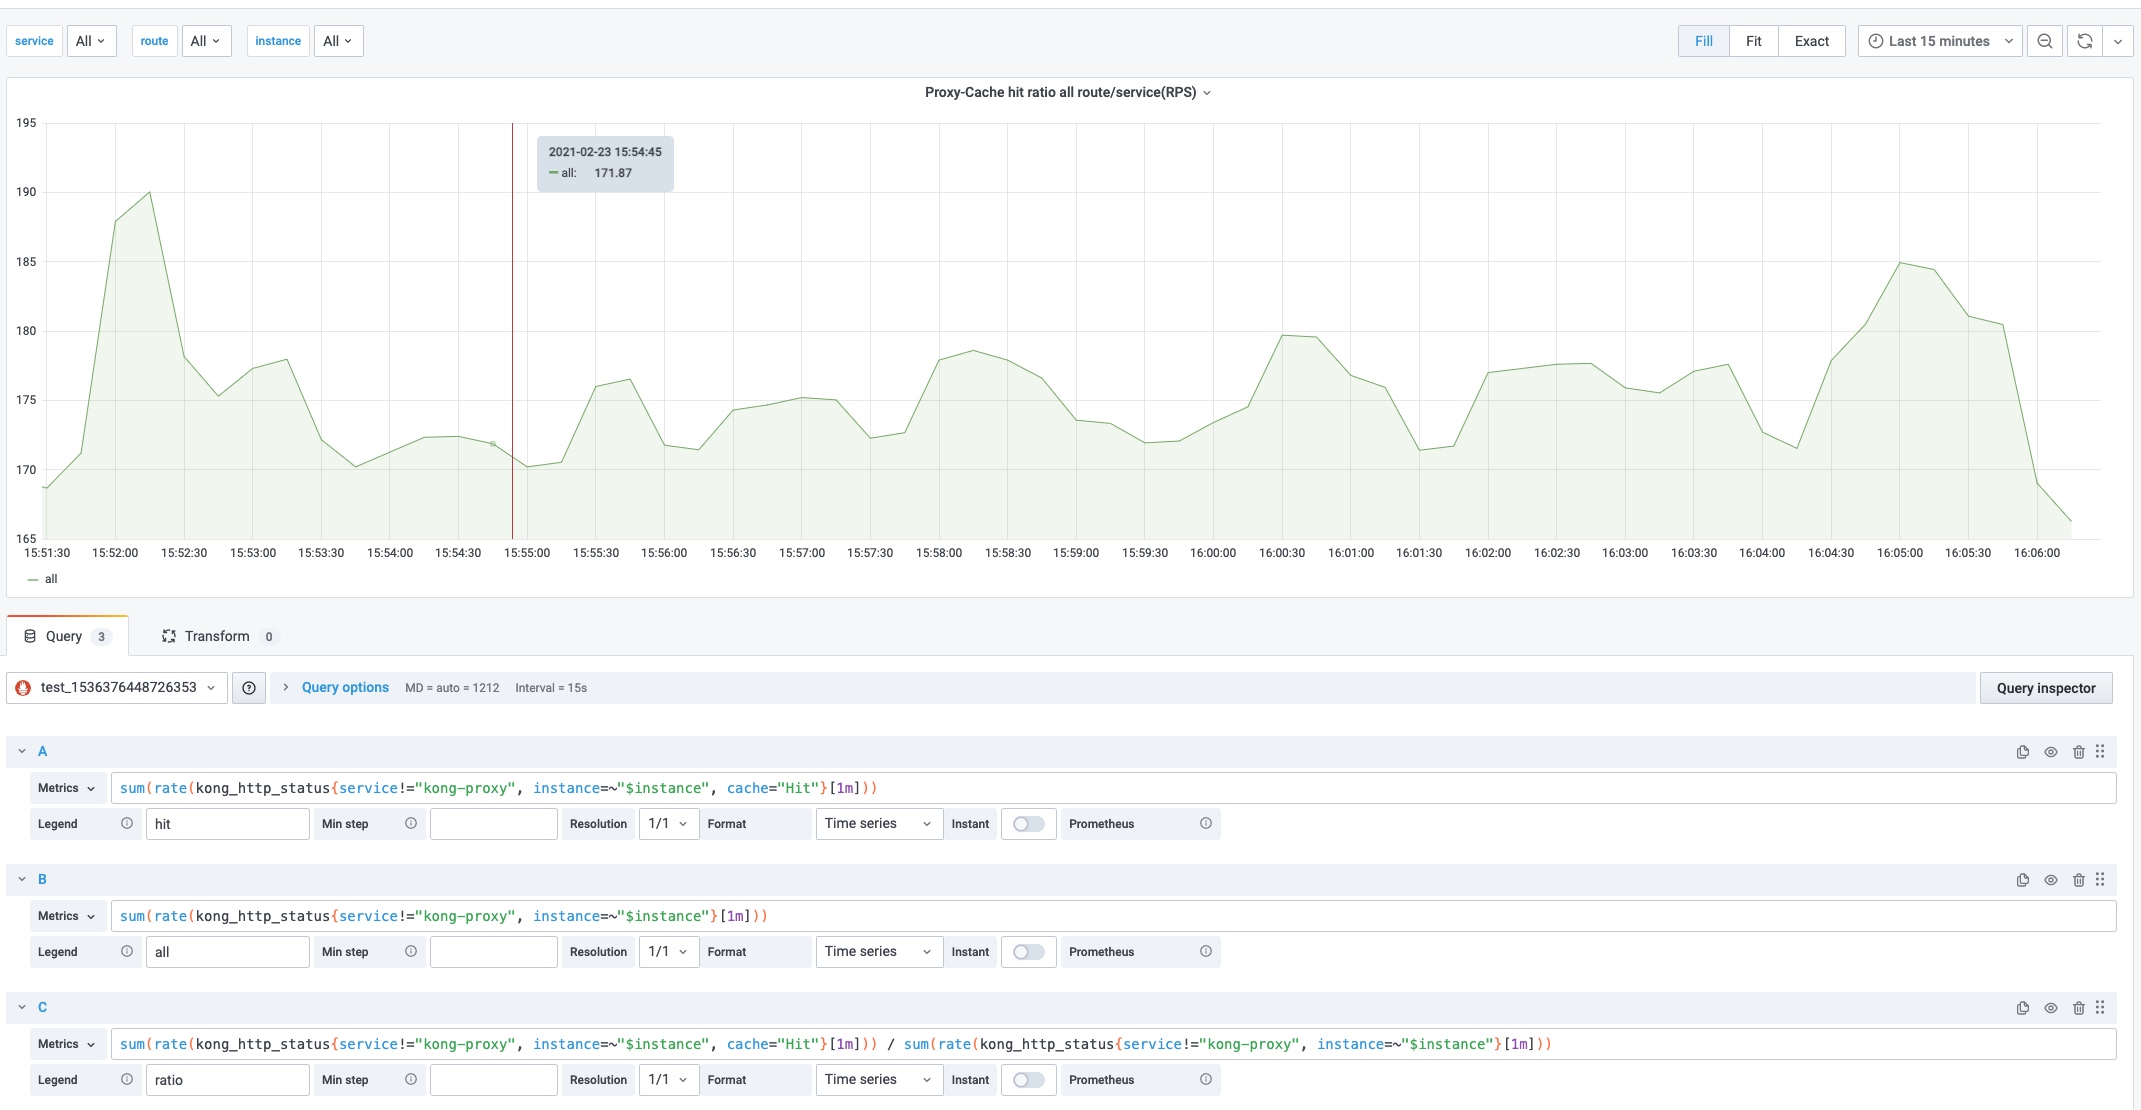 service All route All instance All Fill Fit Exact Last 15 minutes
Proxy-Cache hit ratio all route/service(RPS)
195
190
185
180
175
170
165
2021-02-23 15:54:45
all: 171.87
15:51:30 15:52:00 15:52:30 15:53:00 15:53:30 15:54:00 15:54:30 15:55:00 15:55:30 15:56:00 15:56:30 15:57:00 15:57:30 15:58:00 15:58:30 15:59:00 15:59:30 16:00:00 16:00:30 16:01:00 16:01:30 16:02:00 16:02:30 16:03:00 16:03:30 16:04:00 16:04:30 16:05:00 16:05:30 16:06:00
all
Query 3 Transform 0
test_1536376448726353 Query options MD = auto = 1212 Interval = 15s Query inspector
A
Metrics sum(rate(kong_http_status{service!="kong-proxy", instance=~"$instance", cache="Hit"}[1m]))
Legend hit Min step Resolution 1/1 Format Time series Instant Prometheus
B
Metrics sum(rate(kong_http_status{service!="kong-proxy", instance=~"$instance"}[1m]))
Legend all Min step Resolution 1/1 Format Time series Instant Prometheus
C
Metrics sum(rate(kong_http_status{service!="kong-proxy", instance=~"$instance", cache="Hit"}[1m])) / sum(rate(kong_http_status{service!="kong-proxy", instance=~"$instance"}[1m]))
Legend ratio Min step Resolution 1/1 Format Time series Instant Prometheus